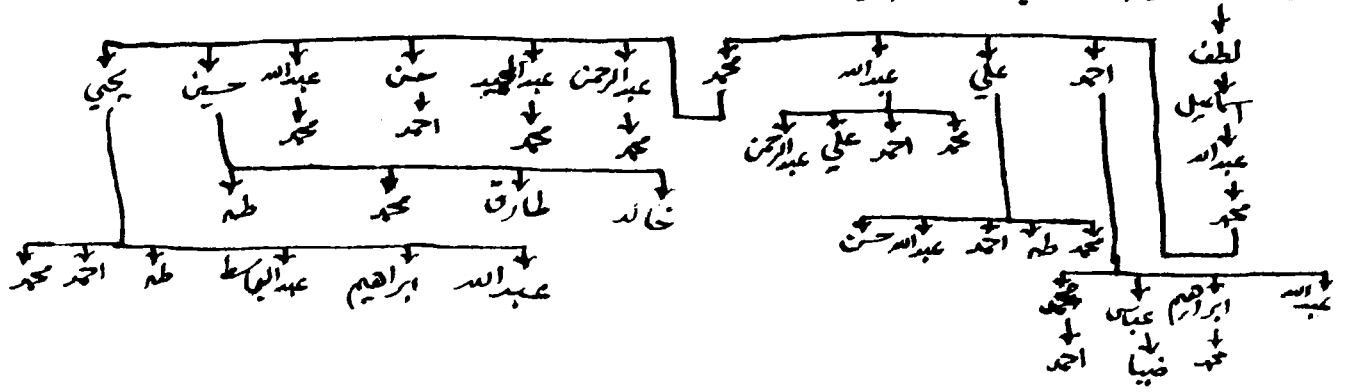 لطف
اسماعيل
عبدالله
محمد
احمد علي عبدالله محمد
عبدالرحمن عبدالمجيد حسن عبدالله حسين يحيي
محمد محمد احمد محمد
محمد احمد علي عبدالرحمن
خالد طارق محمد طه
محمد طه احمد عبدالله حسن
عبدالله ابراهيم عبدالباسط طه احمد محمد
عبدالله ابراهيم عباس محمد
محمد ضيا احمد